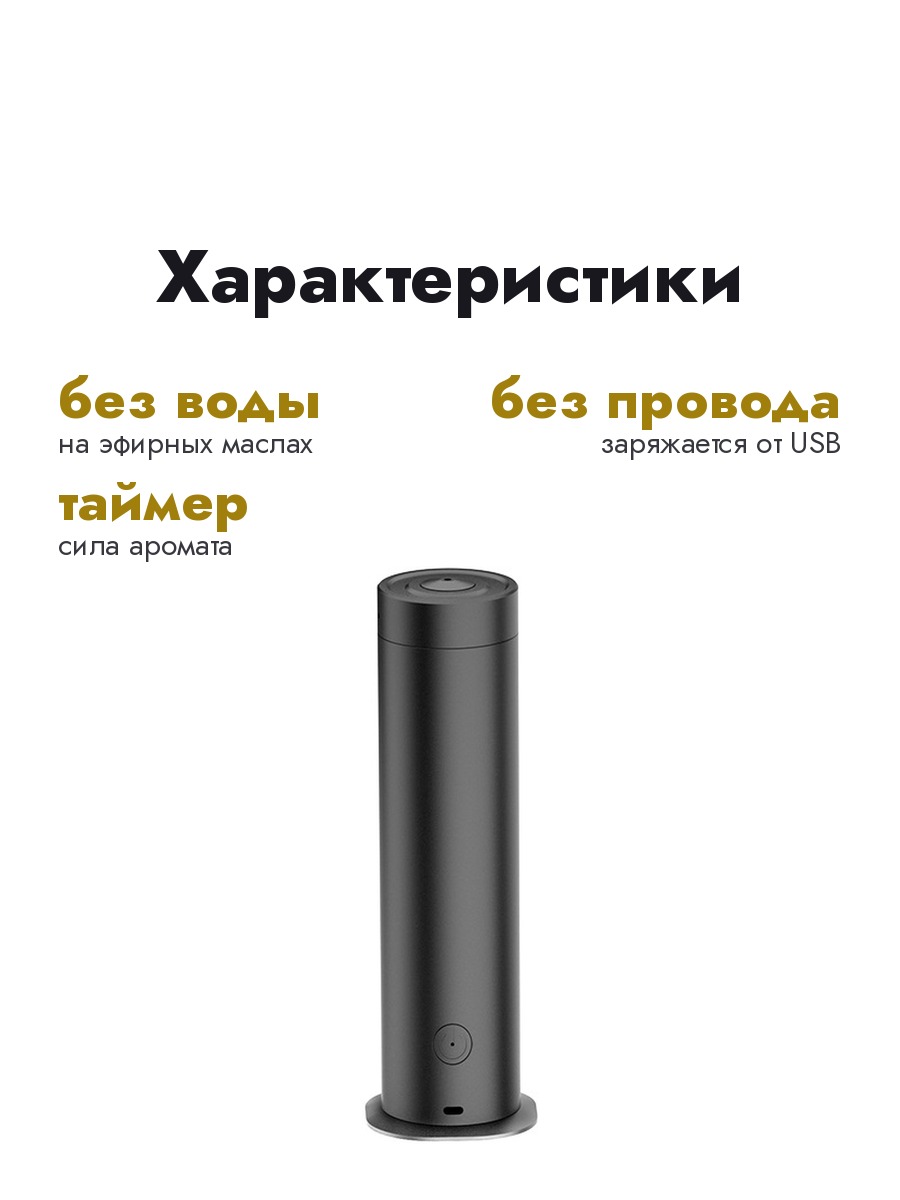 Характеристики
без воды
на эфирных маслах
без провода
заряжается от USB
таймер
сила аромата